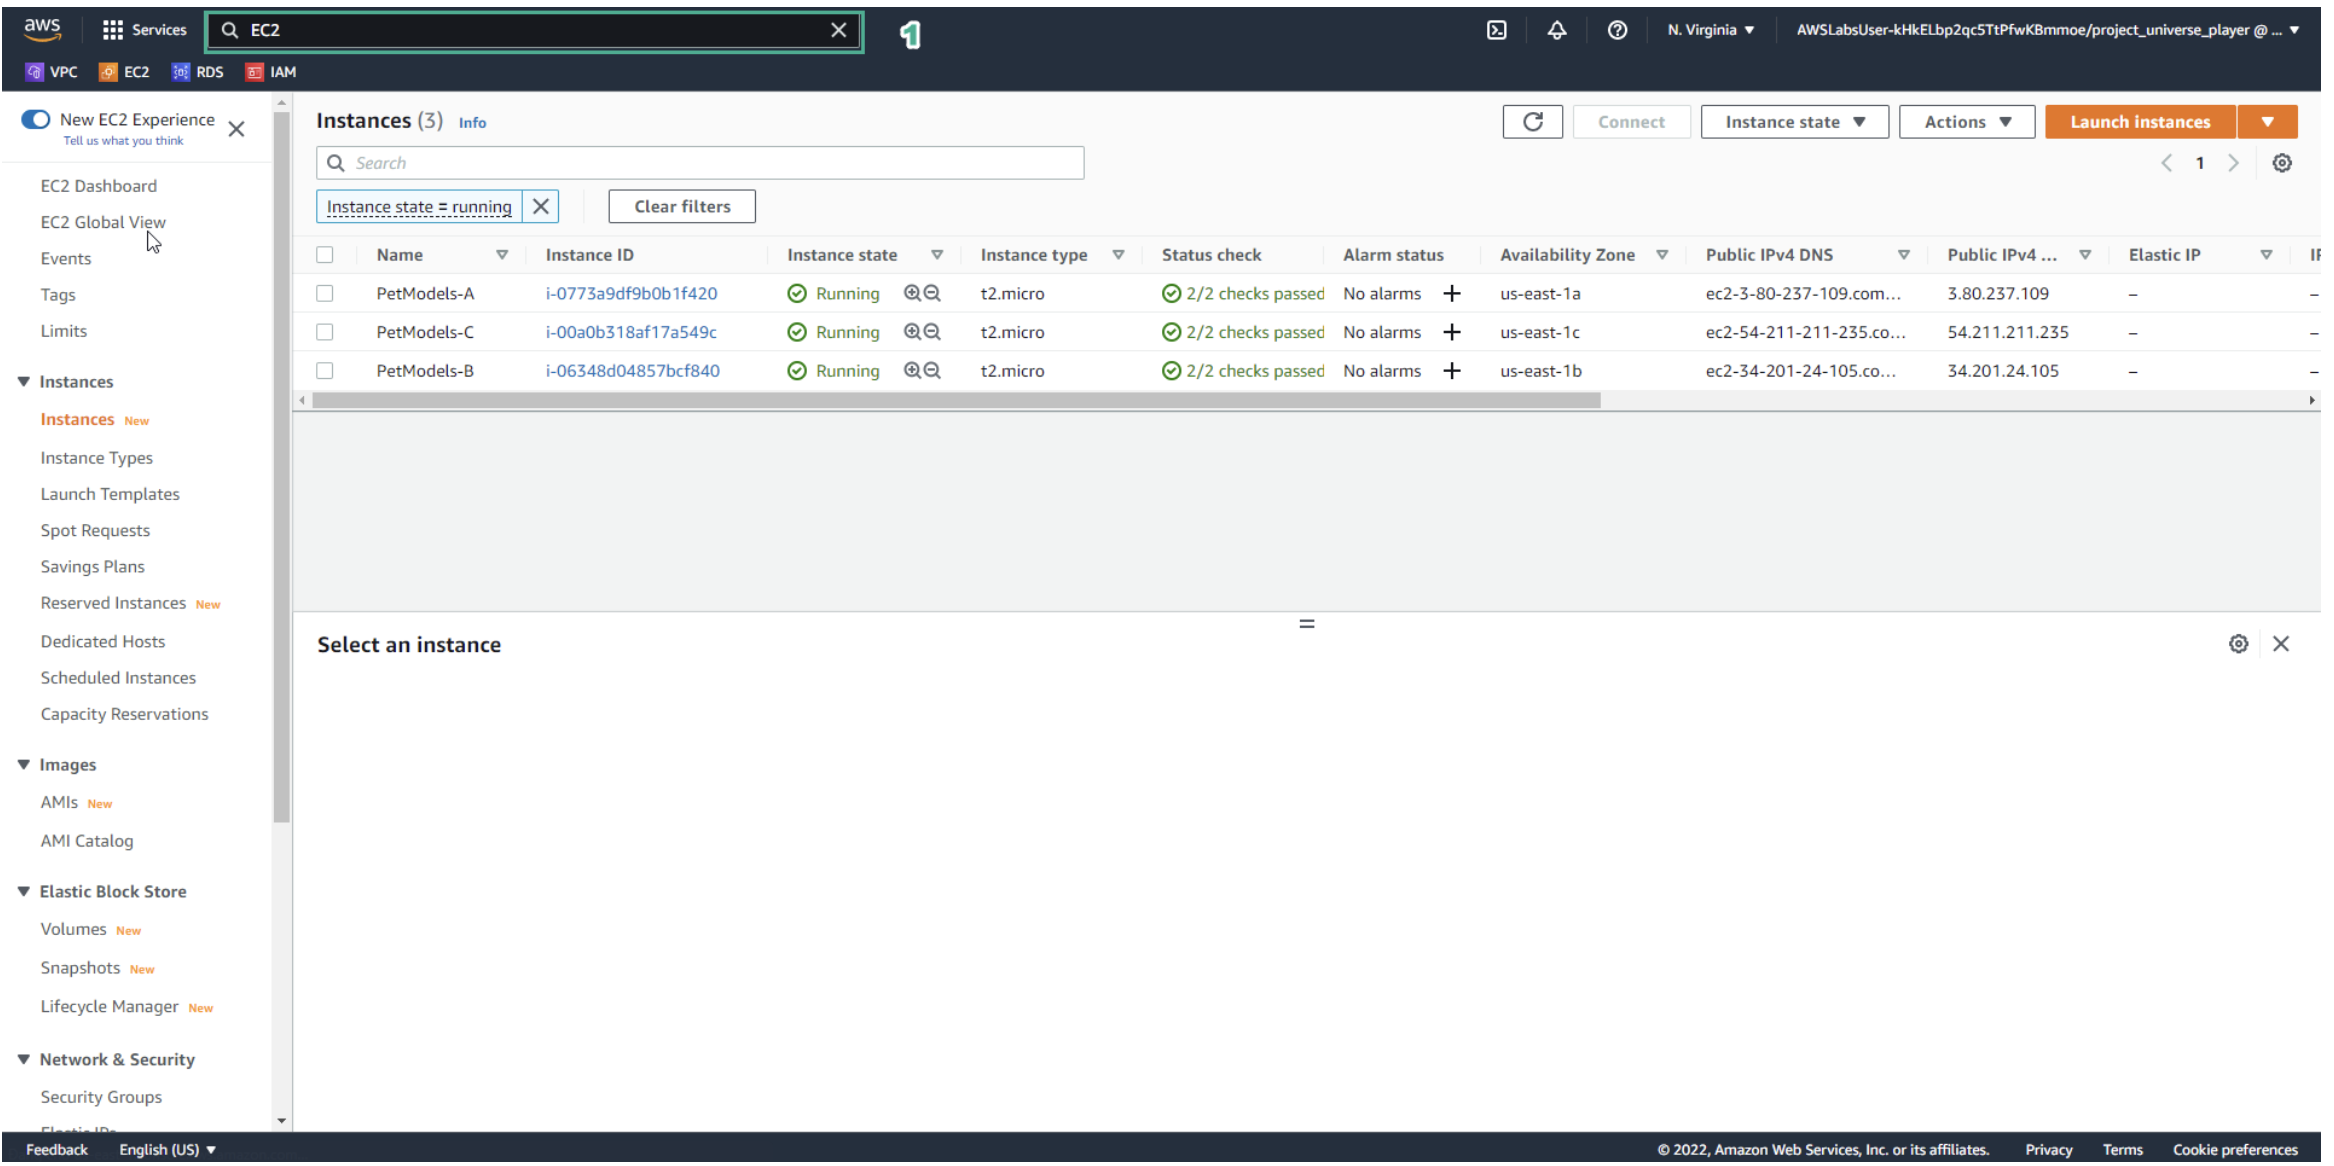 aws Services EC2 1 N. Virginia AWSLabsUser-kHkELbp2qc5TtPfwKBmmoe/project_universe_player @ ...
VPC EC2 RDS IAM
New EC2 Experience
Tell us what you think
EC2 Dashboard
EC2 Global View
Events
Tags
Limits
Instances
Instances New
Instance Types
Launch Templates
Spot Requests
Savings Plans
Reserved Instances New
Dedicated Hosts
Scheduled Instances
Capacity Reservations
Images
AMIs New
AMI Catalog
Elastic Block Store
Volumes New
Snapshots New
Lifecycle Manager New
Network & Security
Security Groups
Instances (3) Info Connect Instance state Actions Launch instances
Search 1
Instance state = running Clear filters
Name Instance ID Instance state Instance type Status check Alarm status Availability Zone Public IPv4 DNS Public IPv4 ... Elastic IP
PetModels-A i-0773a9df9b0b1f420 Running t2.micro 2/2 checks passed No alarms + us-east-1a ec2-3-80-237-109.com... 3.80.237.109 – –
PetModels-C i-00a0b318af17a549c Running t2.micro 2/2 checks passed No alarms + us-east-1c ec2-54-211-211-235.co... 54.211.211.235 – –
PetModels-B i-06348d04857bcf840 Running t2.micro 2/2 checks passed No alarms + us-east-1b ec2-34-201-24-105.co... 34.201.24.105 – –
Select an instance
Feedback English (US) © 2022, Amazon Web Services, Inc. or its affiliates. Privacy Terms Cookie preferences